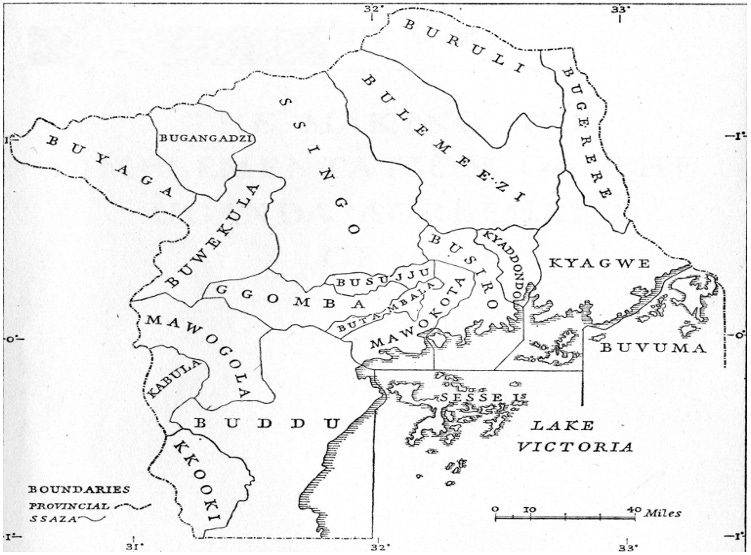 32°
33°
BURULI
BUGERERE
BULEMEEZI
SSINGO
BUGANGADZI
1°
1°
BUYAGA
BUWEKULA
BUSIRO
KYADDONDO
KYAGWE
BUSUJJU
GGOMBA
BUTAMBALA
MAWOKOTA
MAWOGOLA
0°
0°
BUVUMA
KABULA
SESSE Is
BUDDU
LAKE
VICTORIA
KKOOKI
BOUNDARIES
PROVINCIAL
SSAZA
0 10 40 Miles
1°
1°
31°
32°
33°